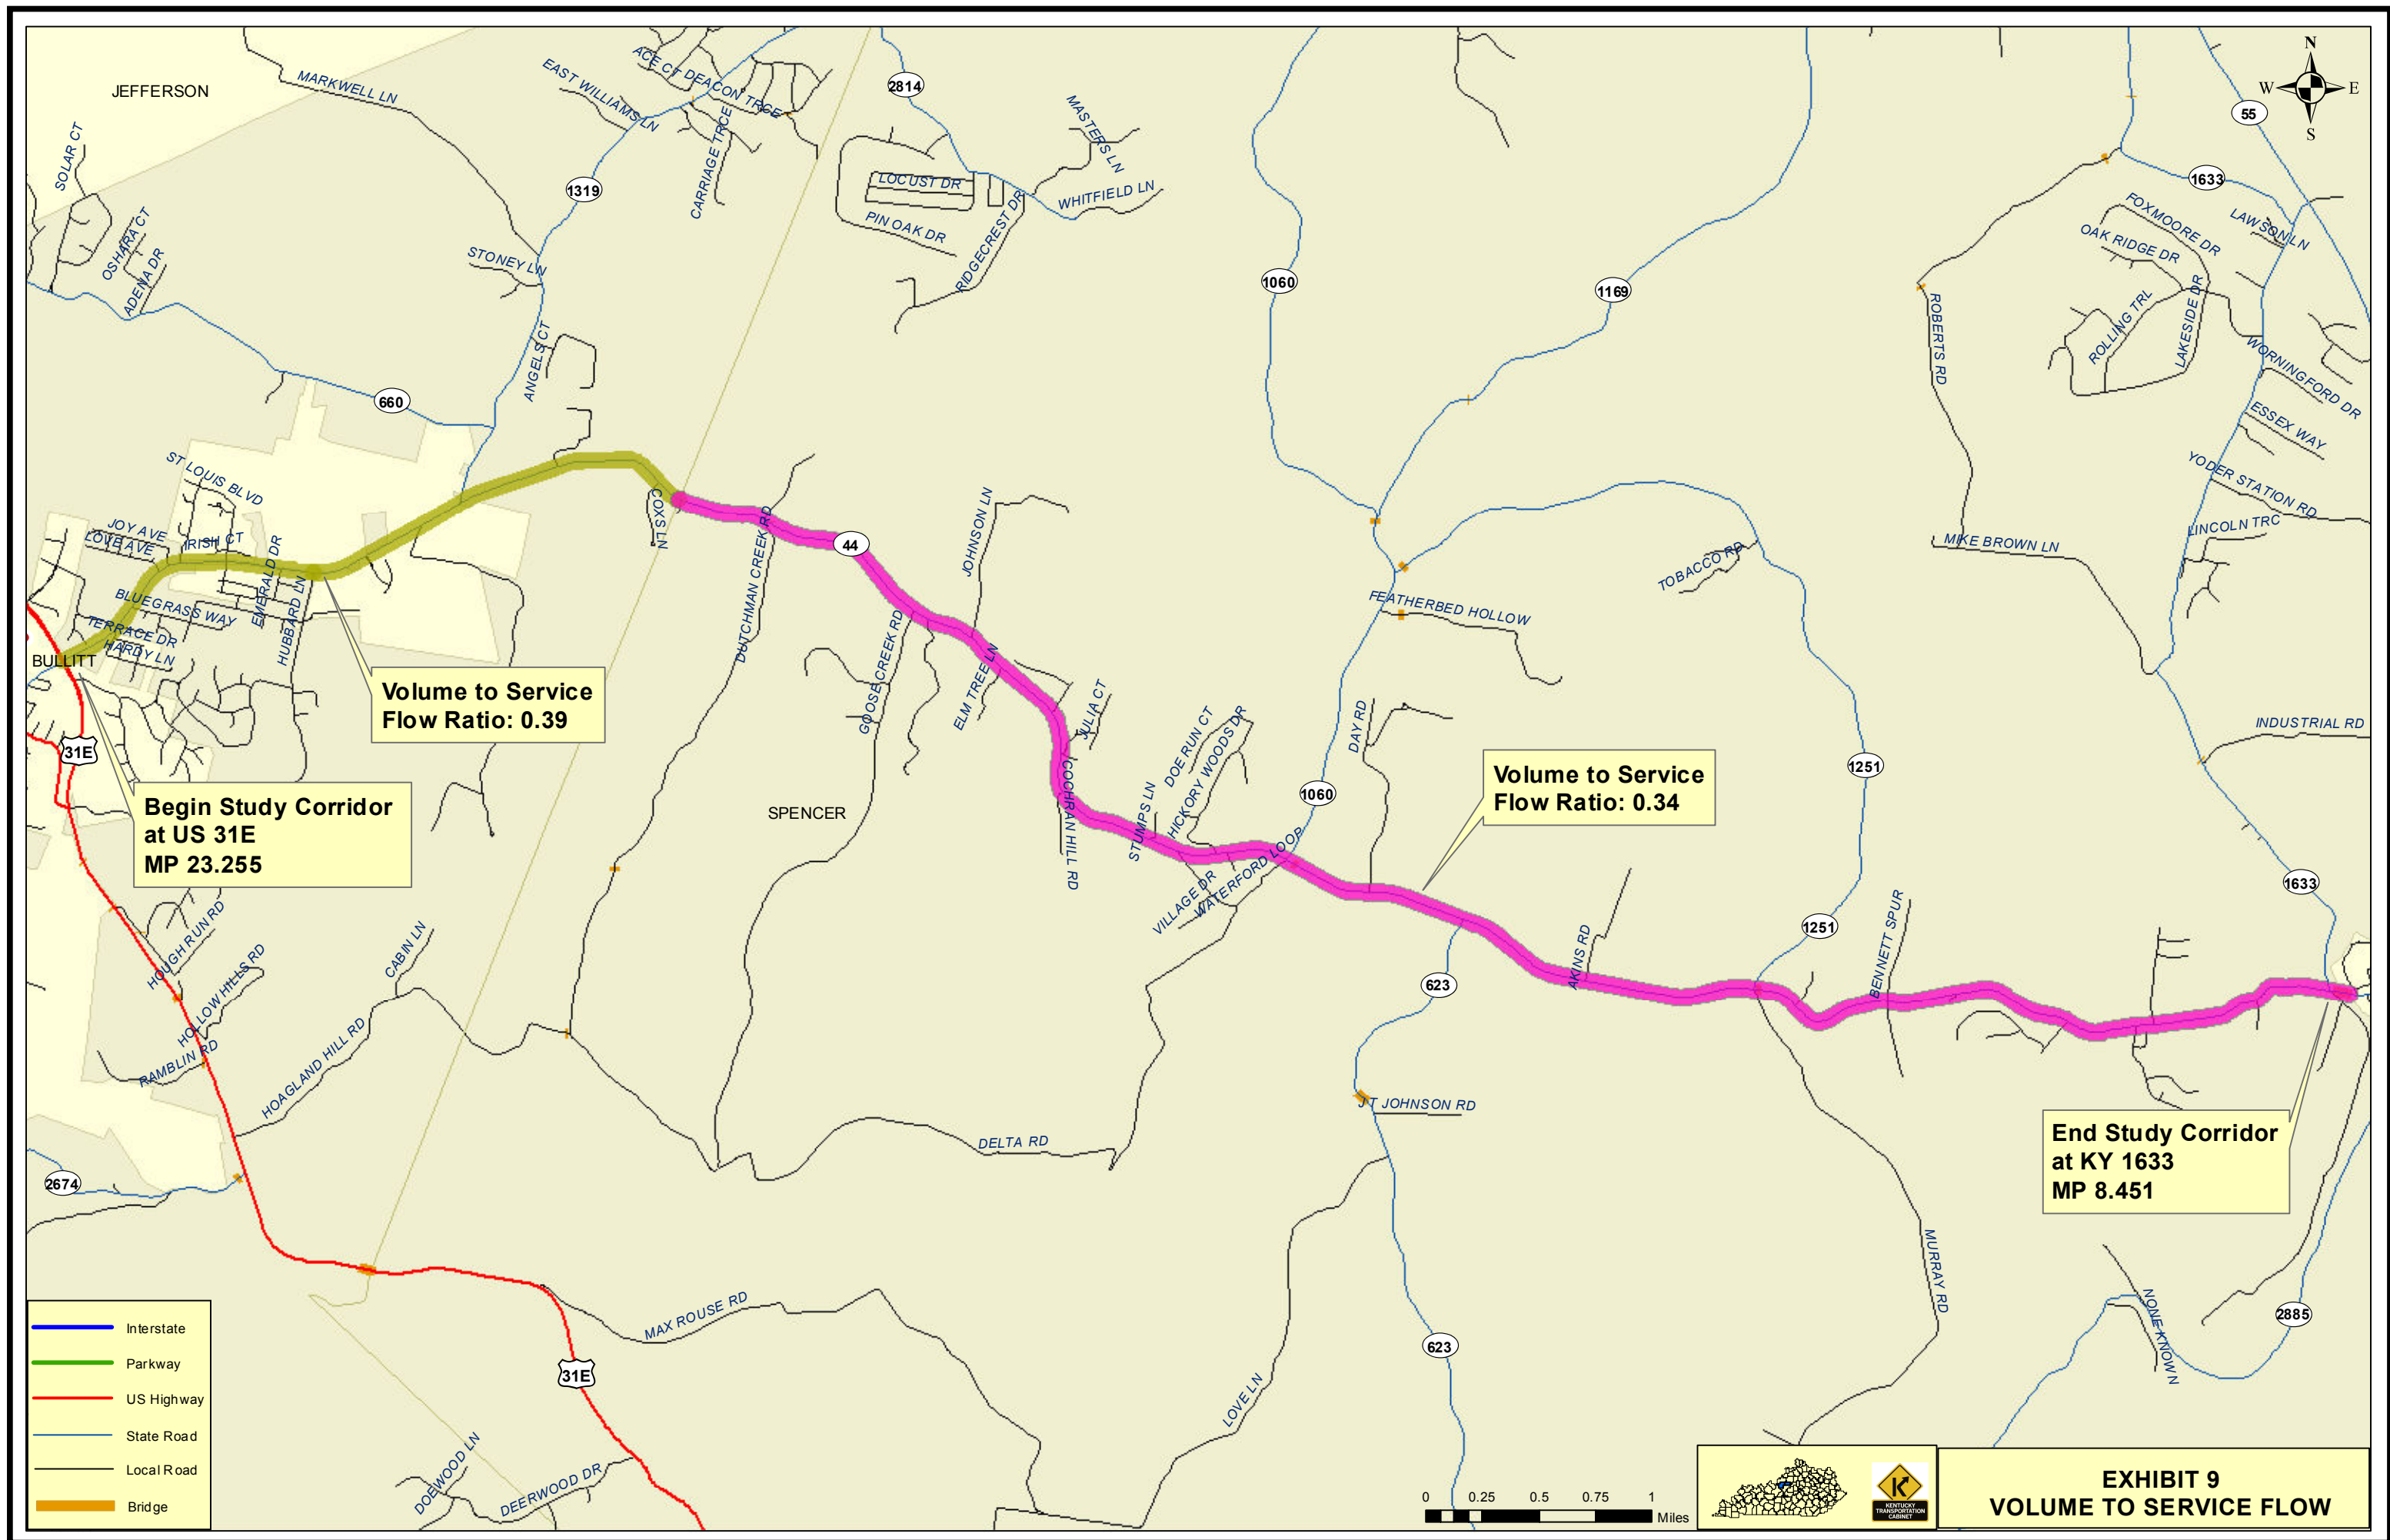 JEFFERSON
MARKWELL LN
EAST WILLIAMS LN
ACE CT
DEACON TRCE
CARRIAGE TRCE
2814
MASTERS LN
WHITFIELD LN
LOCUST DR
PIN OAK DR
RIDGECREST DR
1319
SOLAR CT
OSHARA CT
ADENA DR
STONEY LN
ANGELS CT
660
1060
1169
55
N
W
E
S
1633
FOXMOORE DR
LAWSON LN
OAK RIDGE DR
ROLLING TRL
LAKESIDE DR
WORNINGFORD DR
ESSEX WAY
YODER STATION RD
LINCOLN TRC
ROBERTS RD
MIKE BROWN LN
INDUSTRIAL RD
ST LOUIS BLVD
JOY AVE
LOVE AVE
IRISH CT
EMERALD DR
HUBBARD LN
BLUEGRASS WAY
TERRACE DR
HARDY LN
BULLITT
COXS LN
DUTCHMAN CREEK RD
44
JOHNSON LN
GOOSE CREEK RD
ELM TREE LN
JULIA CT
COCHRAN HILL RD
STUMPS LN
DOE RUN CT
HICKORY WOODS DR
VILLAGE DR
WATERFORD LOOP
1060
DAY RD
FEATHERBED HOLLOW
TOBACCO RD
1251
1251
Volume to Service
Flow Ratio: 0.39
Volume to Service
Flow Ratio: 0.34
31E
Begin Study Corridor
at US 31E
MP 23.255
SPENCER
HOUGH RUN RD
HOLLOW HILLS RD
RAMBLIN RD
CABIN LN
HOAGLAND HILL RD
2674
DELTA RD
623
AKINS RD
BENNETT SPUR
1633
JT JOHNSON RD
End Study Corridor
at KY 1633
MP 8.451
MURRAY RD
NONE KNOWN
2885
623
LOVE LN
MAX ROUSE RD
31E
DOEWOOD LN
DEERWOOD DR
Interstate
Parkway
US Highway
State Road
Local Road
Bridge
0 0.25 0.5 0.75 1
Miles
KENTUCKY
TRANSPORTATION
CABINET
EXHIBIT 9
VOLUME TO SERVICE FLOW